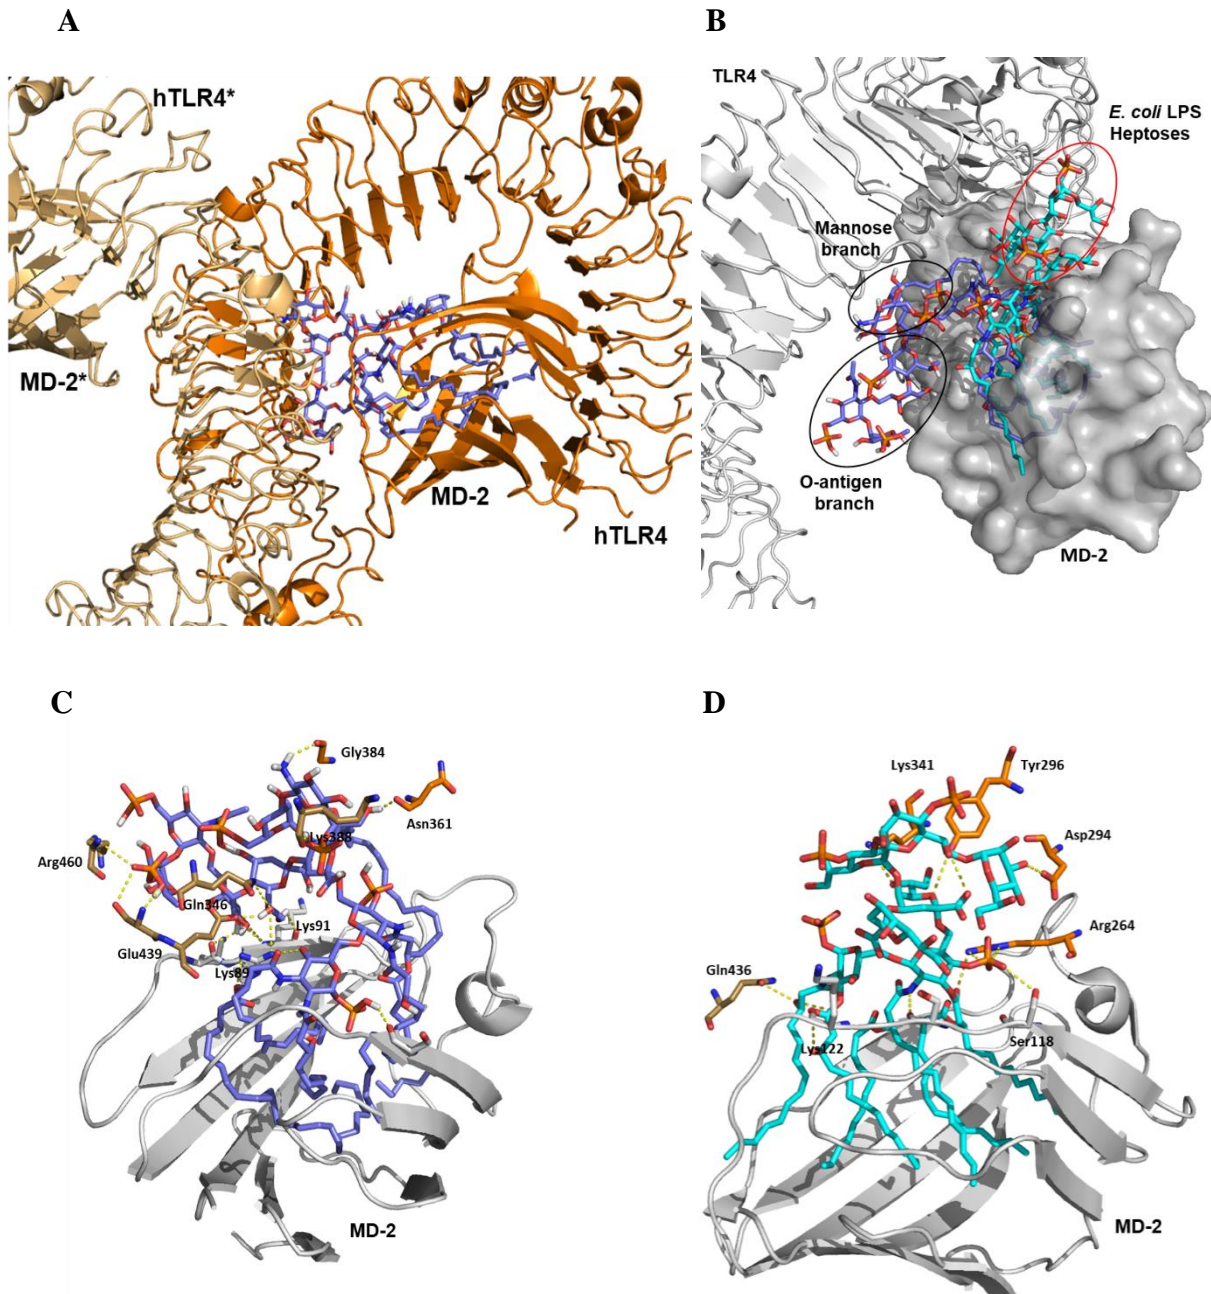 A
B
hTLR4*
MD-2*
MD-2
hTLR4
TLR4
E. coli LPS
Heptoses
Mannose
branch
O-antigen
branch
MD-2
C
D
Gly384
Asn361
Lys388
Arg460
Gln346
Lys91
Glu439
Lys89
MD-2
Lys341
Tyr296
Asp294
Arg264
Gln436
Lys122
Ser118
MD-2